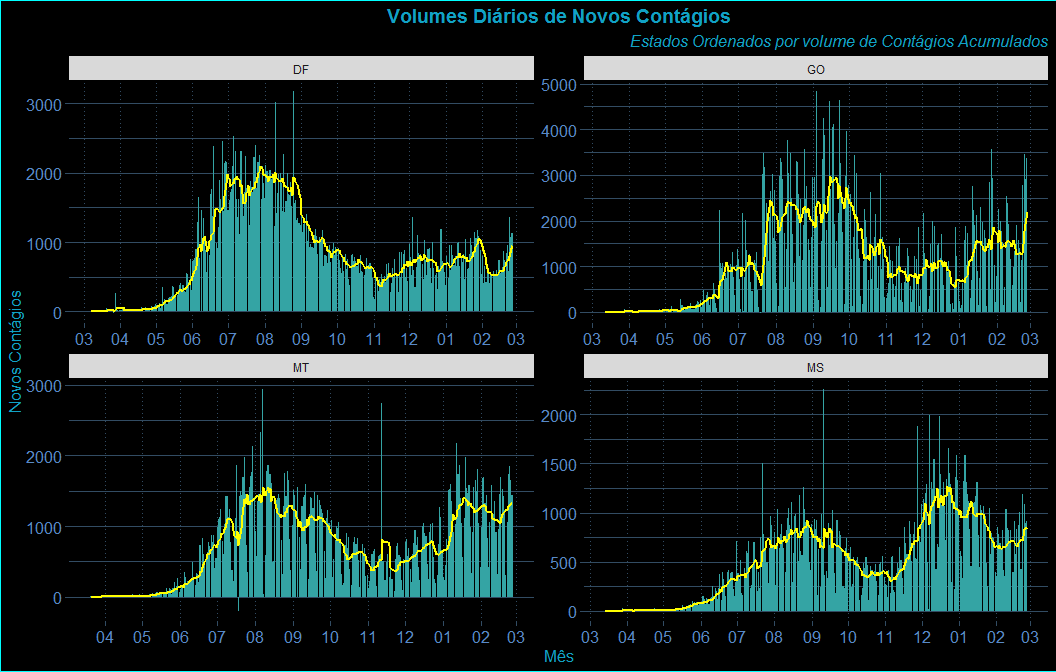 Volumes Diários de Novos Contágios
Estados Ordenados por volume de Contágios Acumulados
DF
3000
2000
1000
0
03 04 05 06 07 08 09 10 11 12 01 02 03
GO
5000
4000
3000
2000
1000
0
03 04 05 06 07 08 09 10 11 12 01 02 03
Novos Contágios
MT
3000
2000
1000
0
04 05 06 07 08 09 10 11 12 01 02 03
MS
2000
1500
1000
500
0
03 04 05 06 07 08 09 10 11 12 01 02 03
Mês